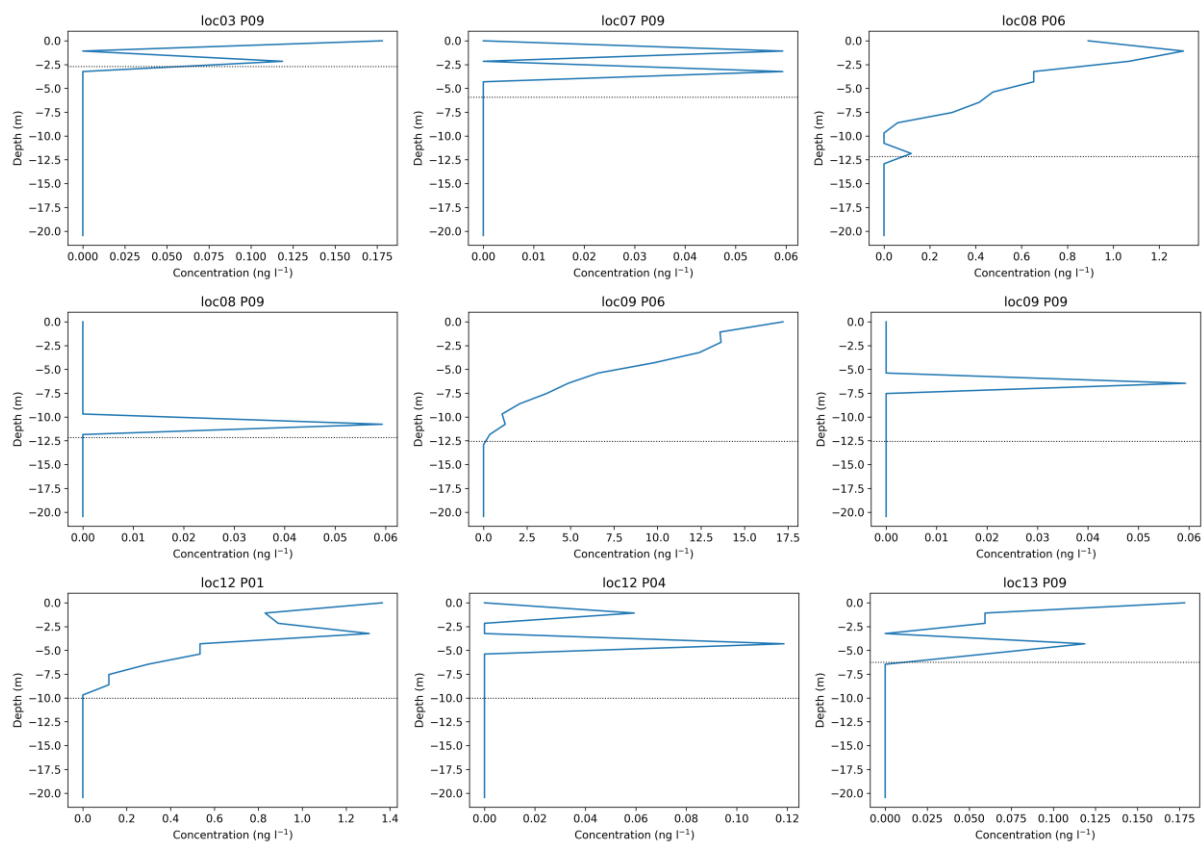 loc03 P09
0.0
−2.5
−5.0
−7.5
−10.0
−12.5
−15.0
−17.5
−20.0
Depth (m)
0.000 0.025 0.050 0.075 0.100 0.125 0.150 0.175
Concentration (ng l⁻¹)
loc07 P09
0.0
−2.5
−5.0
−7.5
−10.0
−12.5
−15.0
−17.5
−20.0
Depth (m)
0.00 0.01 0.02 0.03 0.04 0.05 0.06
Concentration (ng l⁻¹)
loc08 P06
0.0
−2.5
−5.0
−7.5
−10.0
−12.5
−15.0
−17.5
−20.0
Depth (m)
0.0 0.2 0.4 0.6 0.8 1.0 1.2
Concentration (ng l⁻¹)
loc08 P09
0.0
−2.5
−5.0
−7.5
−10.0
−12.5
−15.0
−17.5
−20.0
Depth (m)
0.00 0.01 0.02 0.03 0.04 0.05 0.06
Concentration (ng l⁻¹)
loc09 P06
0.0
−2.5
−5.0
−7.5
−10.0
−12.5
−15.0
−17.5
−20.0
Depth (m)
0.0 2.5 5.0 7.5 10.0 12.5 15.0 17.5
Concentration (ng l⁻¹)
loc09 P09
0.0
−2.5
−5.0
−7.5
−10.0
−12.5
−15.0
−17.5
−20.0
Depth (m)
0.00 0.01 0.02 0.03 0.04 0.05 0.06
Concentration (ng l⁻¹)
loc12 P01
0.0
−2.5
−5.0
−7.5
−10.0
−12.5
−15.0
−17.5
−20.0
Depth (m)
0.0 0.2 0.4 0.6 0.8 1.0 1.2 1.4
Concentration (ng l⁻¹)
loc12 P04
0.0
−2.5
−5.0
−7.5
−10.0
−12.5
−15.0
−17.5
−20.0
Depth (m)
0.00 0.02 0.04 0.06 0.08 0.10 0.12
Concentration (ng l⁻¹)
loc13 P09
0.0
−2.5
−5.0
−7.5
−10.0
−12.5
−15.0
−17.5
−20.0
Depth (m)
0.000 0.025 0.050 0.075 0.100 0.125 0.150 0.175
Concentration (ng l⁻¹)